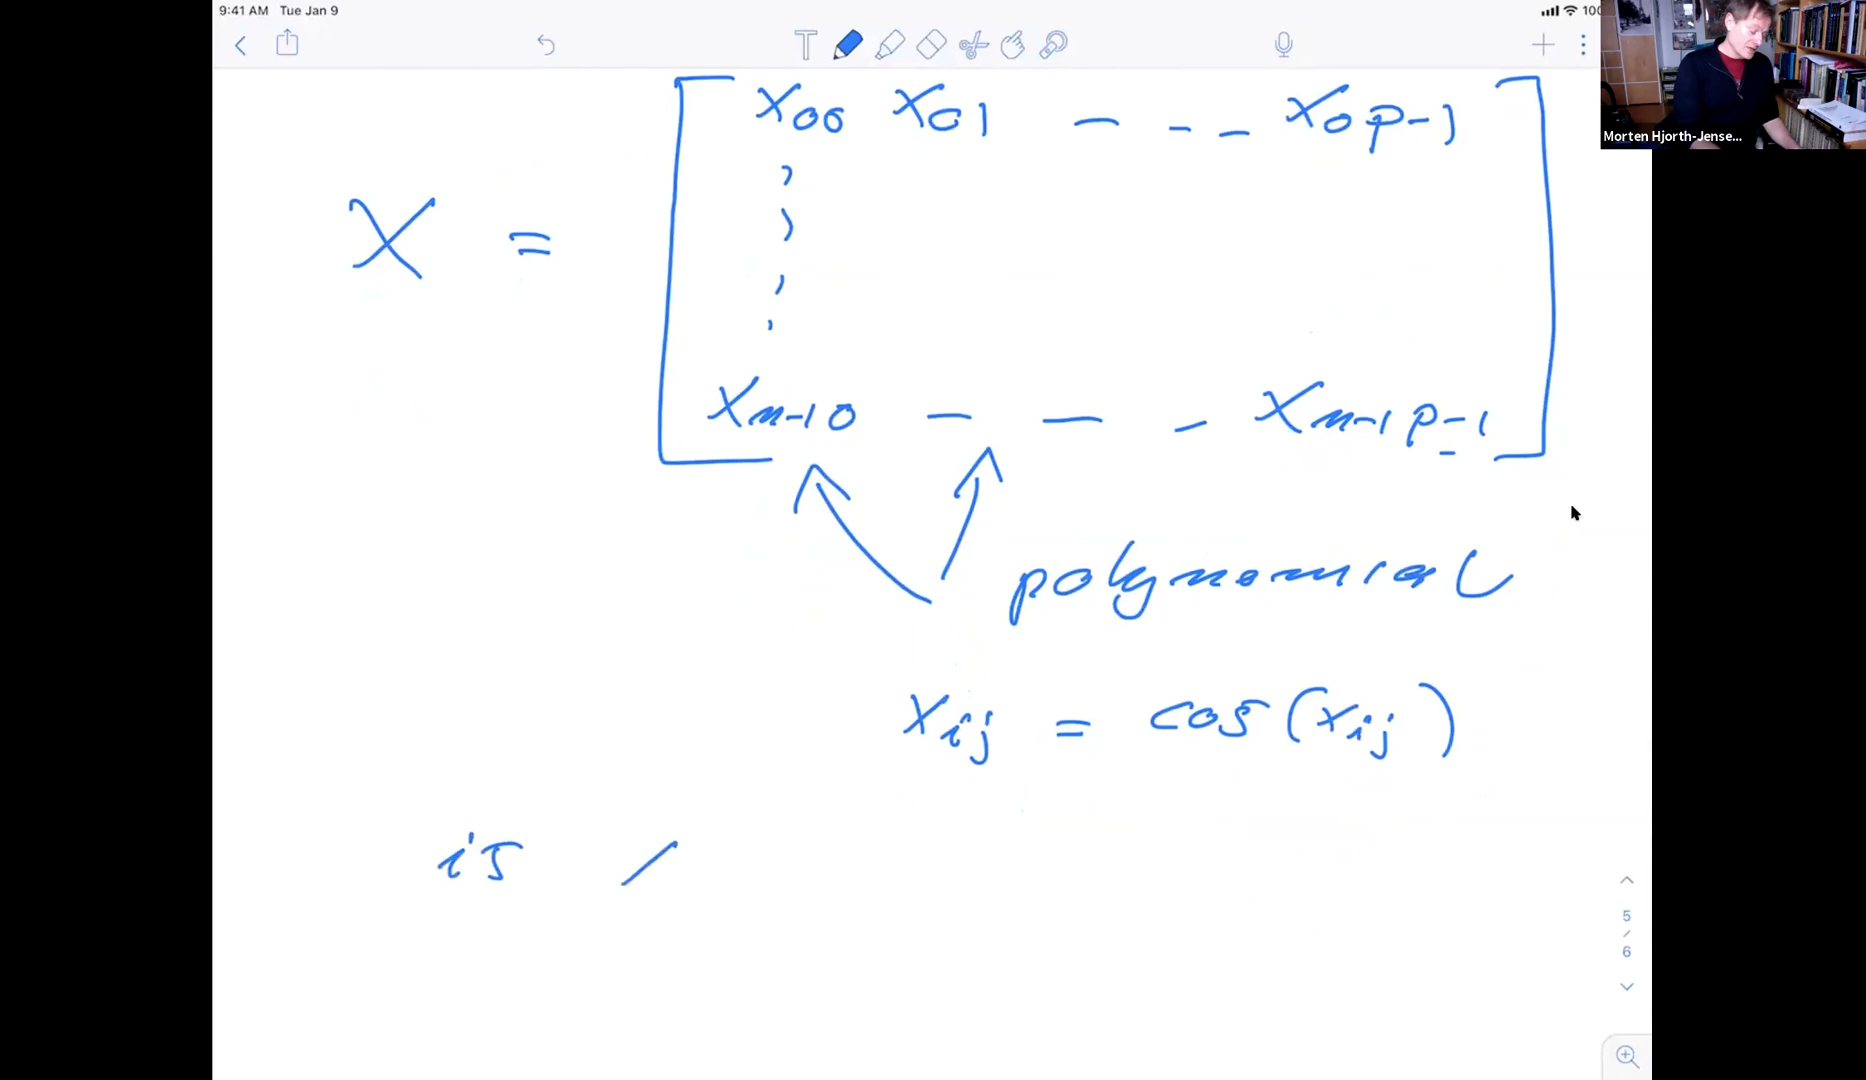 9:41 AM Tue Jan 9
Morten Hjorth-Jense...
x00 x01 - - - x0p-1
X =
xn-10 - - - xn-1p-1
polynomial
xij = cos(xij)
is
5
/
6